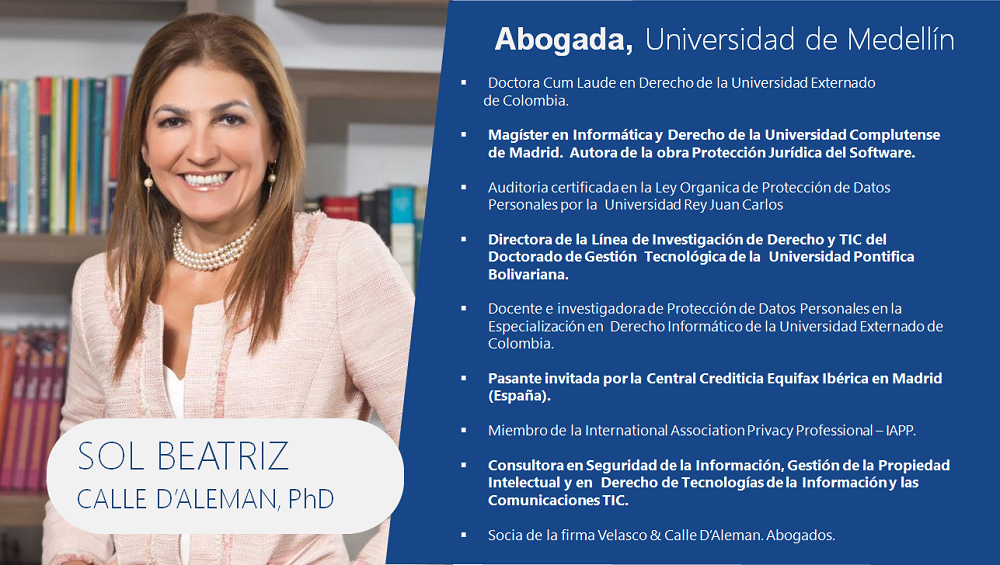 Abogada, Universidad de Medellín
Doctora Cum Laude en Derecho de la Universidad Externado
de Colombia.
Magíster en Informática y Derecho de la Universidad Complutense
de Madrid. Autora de la obra Protección Jurídica del Software.
Auditoria certificada en la Ley Organica de Protección de Datos
Personales por la Universidad Rey Juan Carlos
Directora de la Línea de Investigación de Derecho y TIC del
Doctorado de Gestión Tecnológica de la Universidad Pontifica
Bolivariana.
Docente e investigadora de Protección de Datos Personales en la
Especialización en Derecho Informático de la Universidad Externado de
Colombia.
Pasante invitada por la Central Crediticia Equifax Ibérica en Madrid
(España).
Miembro de la International Association Privacy Professional – IAPP.
Consultora en Seguridad de la Información, Gestión de la Propiedad
Intelectual y en Derecho de Tecnologías de la Información y las
Comunicaciones TIC.
Socia de la firma Velasco & Calle D'Aleman. Abogados.
SOL BEATRIZ
CALLE D'ALEMAN, PhD